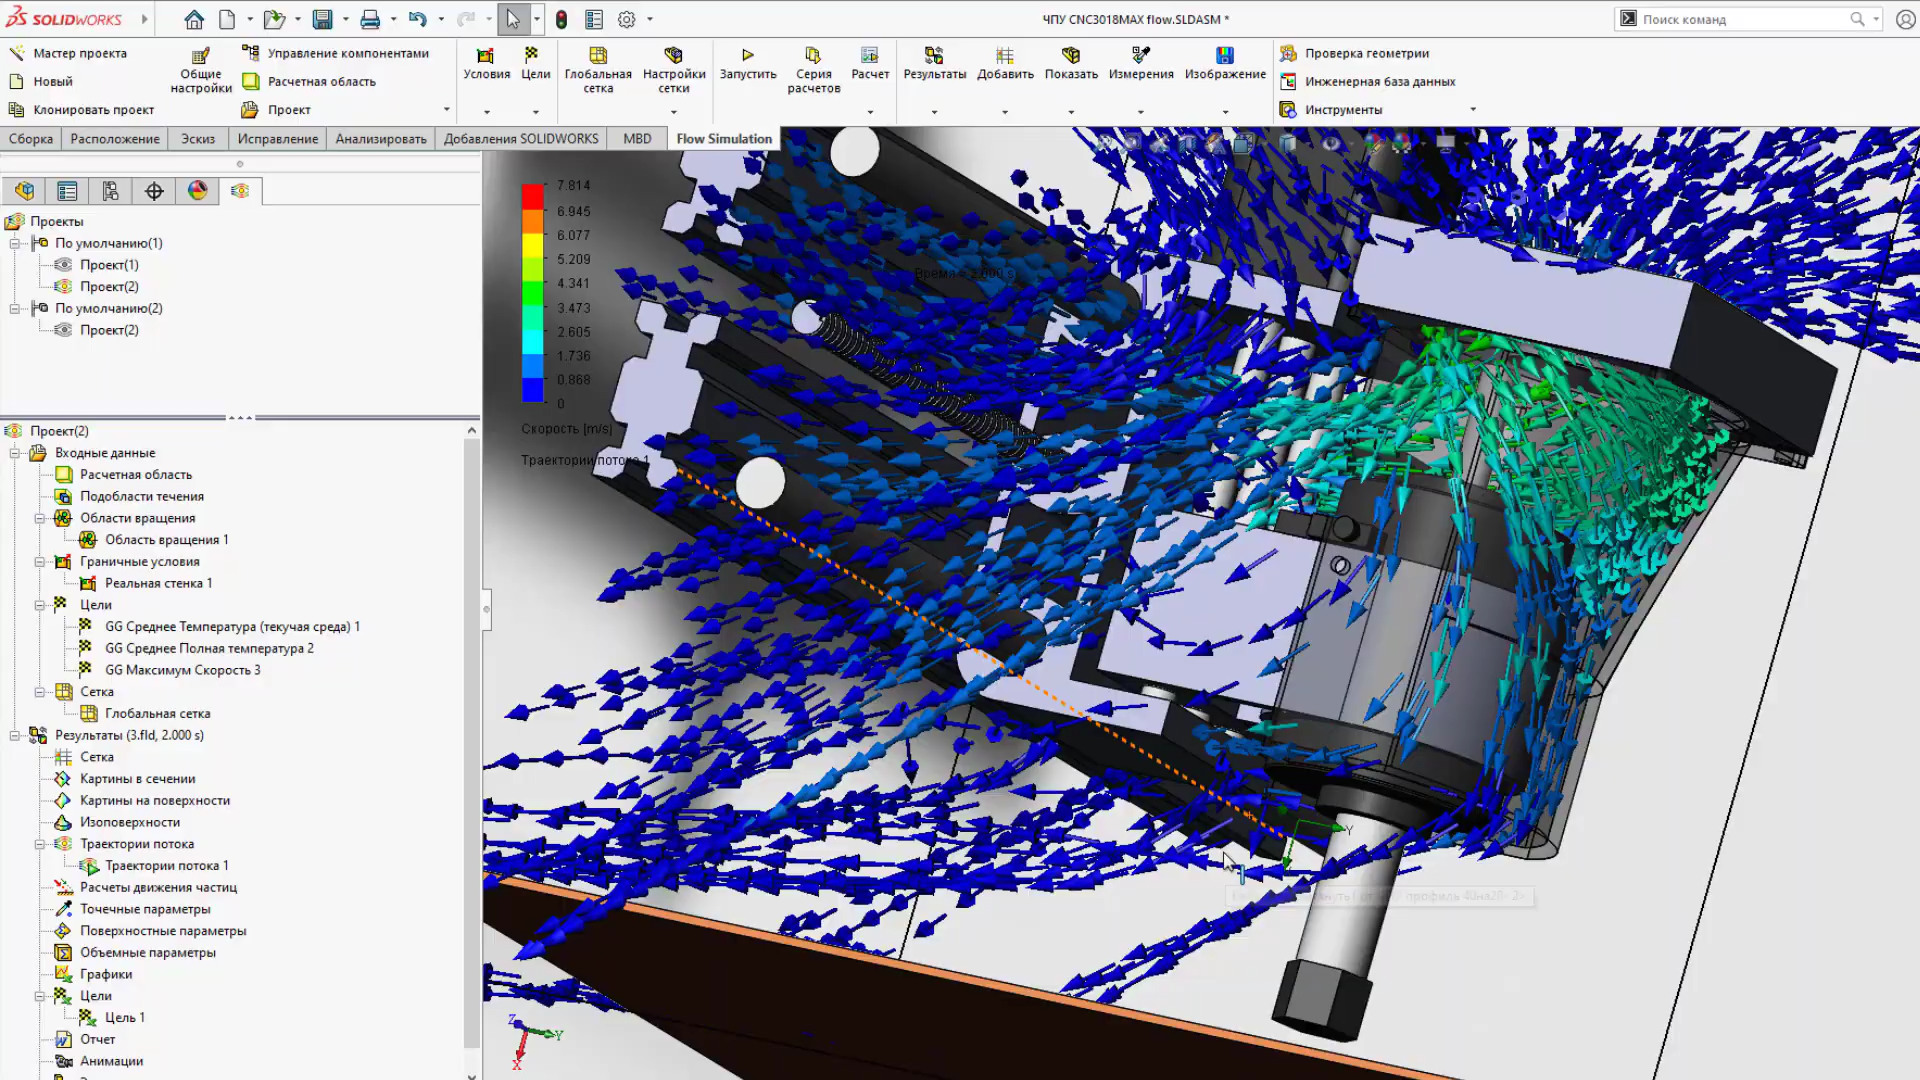 SOLIDWORKS
ЧПУ CNC3018MAX flow.SLDASM *
Поиск команд
Мастер проекта
Новый
Клонировать проект
Общие настройки
Управление компонентами
Расчетная область
Проект
Условия
Цели
Глобальная сетка
Настройки сетки
Запустить
Серия расчетов
Расчет
Результаты
Добавить
Показать
Измерения
Изображение
Проверка геометрии
Инженерная база данных
Инструменты
Сборка
Расположение
Эскиз
Исправление
Анализировать
Добавления SOLIDWORKS
MBD
Flow Simulation
Проекты
По умолчанию(1)
Проект(1)
Проект(2)
По умолчанию(2)
Проект(2)
Проект(2)
Входные данные
Расчетная область
Подобласти течения
Области вращения
Область вращения 1
Граничные условия
Реальная стенка 1
Цели
GG Среднее Температура (текучая среда) 1
GG Среднее Полная температура 2
GG Максимум Скорость 3
Сетка
Глобальная сетка
Результаты (3.fld, 2.000 s)
Сетка
Картины в сечении
Картины на поверхности
Изоповерхности
Траектории потока
Траектории потока 1
Расчеты движения частиц
Точечные параметры
Поверхностные параметры
Объемные параметры
Графики
Цели
Цель 1
Отчет
Анимации
7.814
6.945
6.077
5.209
4.341
3.473
2.605
1.736
0.868
0
Скорость [m/s]
Траектории потока 1
Время = 2.000 s
Y
Z
Y
X